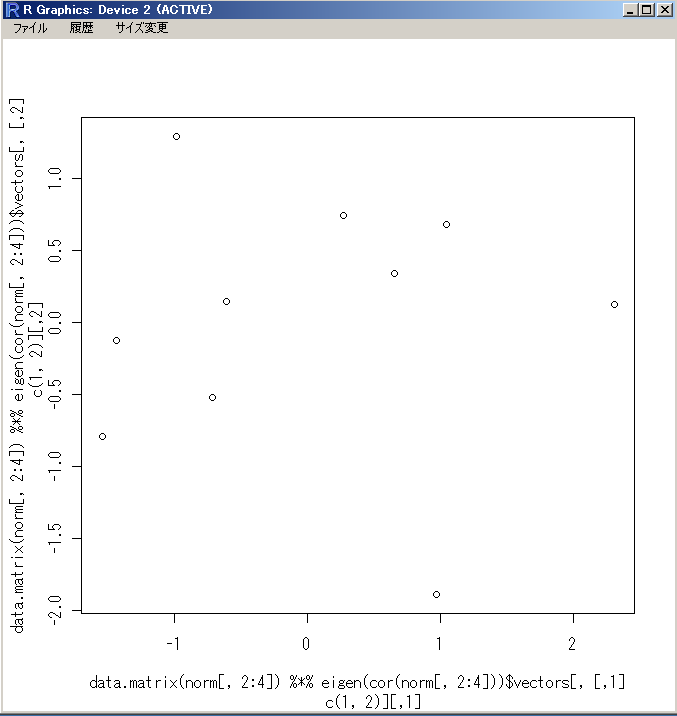 R Graphics: Device 2 (ACTIVE)
ファイル 履歴 サイズ変更
data.matrix(norm[, 2:4]) %*% eigen(cor(norm[, 2:4]))$vectors[, [,2]
c(1, 2)][,2]
1.0
0.5
0.0
-0.5
-1.0
-1.5
-2.0
-1 0 1 2
data.matrix(norm[, 2:4]) %*% eigen(cor(norm[, 2:4]))$vectors[, [,1]
c(1, 2)][,1]